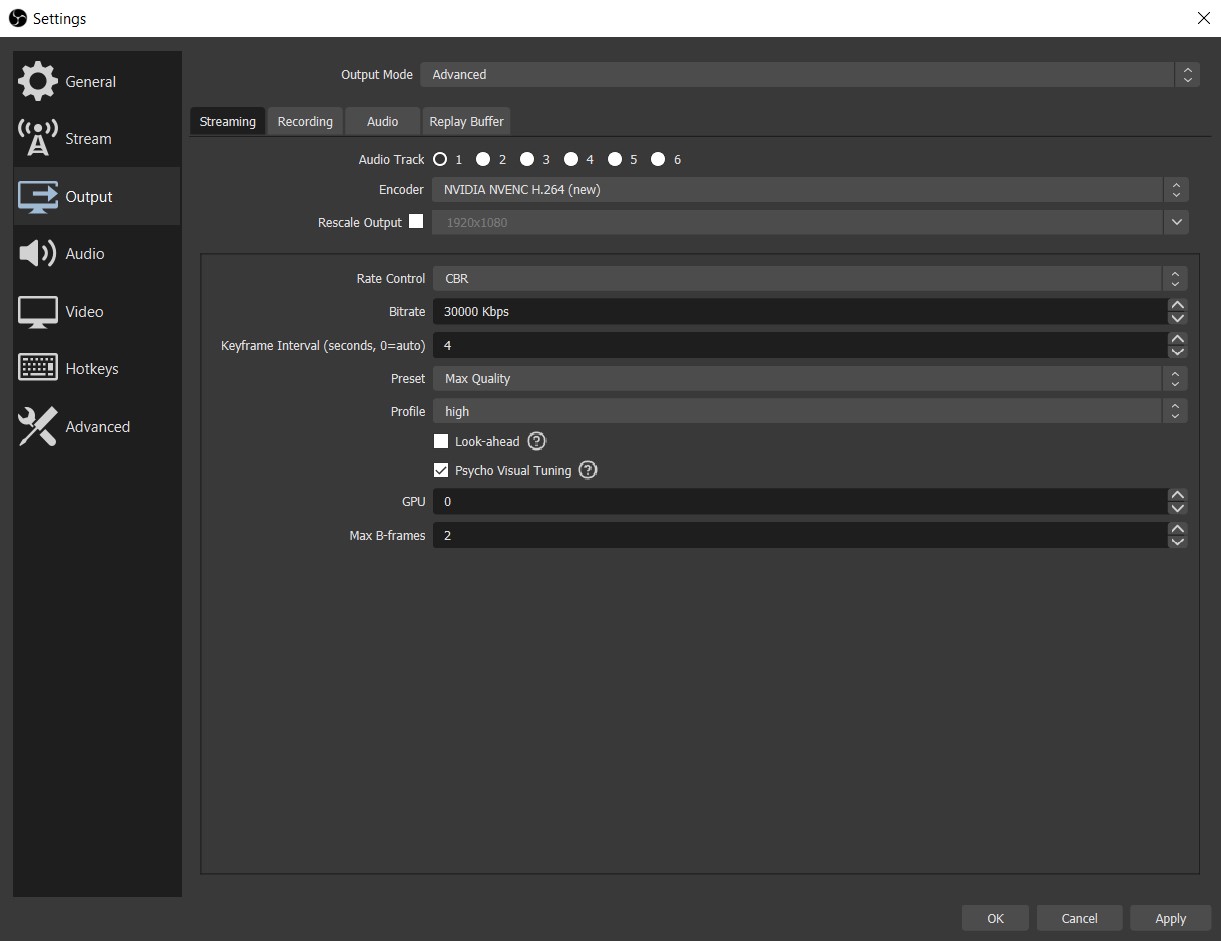 Settings
General
Stream
Output
Audio
Video
Hotkeys
Advanced
Output Mode Advanced
Streaming Recording Audio Replay Buffer
Audio Track 1 2 3 4 5 6
Encoder NVIDIA NVENC H.264 (new)
Rescale Output 1920x1080
Rate Control CBR
Bitrate 30000 Kbps
Keyframe Interval (seconds, 0=auto) 4
Preset Max Quality
Profile high
Look-ahead ?
Psycho Visual Tuning ?
GPU 0
Max B-frames 2
OK Cancel Apply